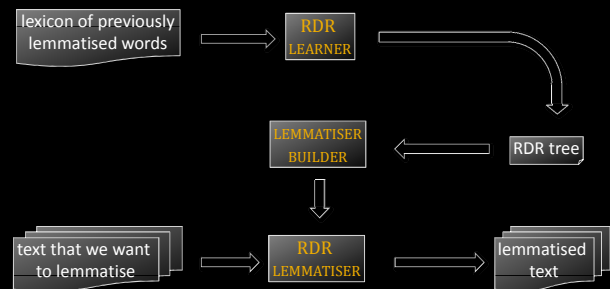 lexicon of previously
lemmatised words
RDR
LEARNER
LEMMATISER
BUILDER
RDR tree
text that we want
to lemmatise
RDR
LEMMATISER
lemmatised
text